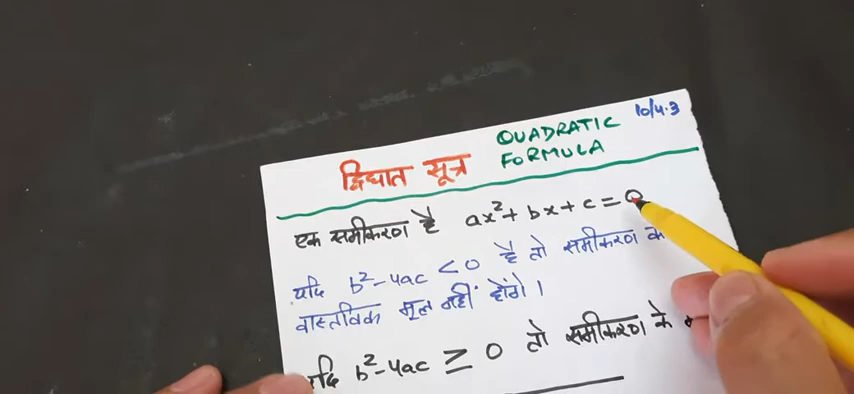 द्विघात सूत्र QUADRATIC FORMULA 10/4.3
एक समीकरण है ax²+bx+c=0
यदि b²-4ac<0 है तो समीकरण के
वास्तविक मूल नहीं होंगे ।
यदि b²-4ac ≥ 0 तो समीकरण के